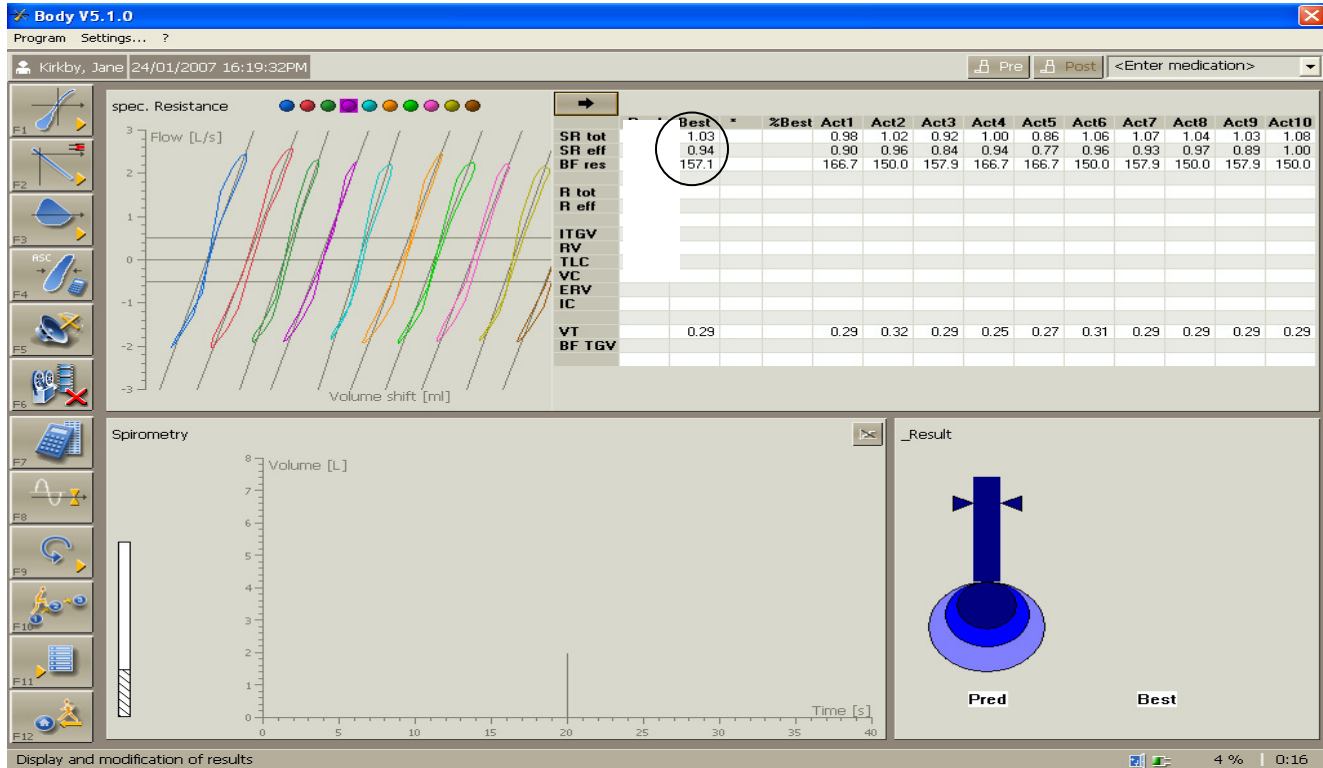 Body V5.1.0
Program Settings... ?
Kirkby, Jane 24/01/2007 16:19:32PM Pre Post <Enter medication>
F1
F2
F3
ASC
F4
F5
F6
F7
F8
F9
F10
F11
F12
spec. Resistance
Flow [L/s]
3
2
1
0
-1
-2
-3
Volume shift [ml]
Best * %Best Act1 Act2 Act3 Act4 Act5 Act6 Act7 Act8 Act9 Act10
SR tot 1.03 0.98 1.02 0.92 1.00 0.86 1.06 1.07 1.04 1.03 1.08
SR eff 0.94 0.90 0.96 0.84 0.94 0.77 0.96 0.93 0.97 0.89 1.00
BF res 157.1 166.7 150.0 157.9 166.7 166.7 150.0 157.9 150.0 157.9 150.0
R tot
R eff
ITGV
RV
TLC
VC
ERV
IC
VT 0.29 0.29 0.32 0.29 0.25 0.27 0.31 0.29 0.29 0.29 0.29
BF TGV
Spirometry
Volume [L]
8
7
6
5
4
3
2
1
0
0 5 10 15 20 25 30 35 40
Time [s]
_Result
Pred Best
Display and modification of results 4 % 0:16